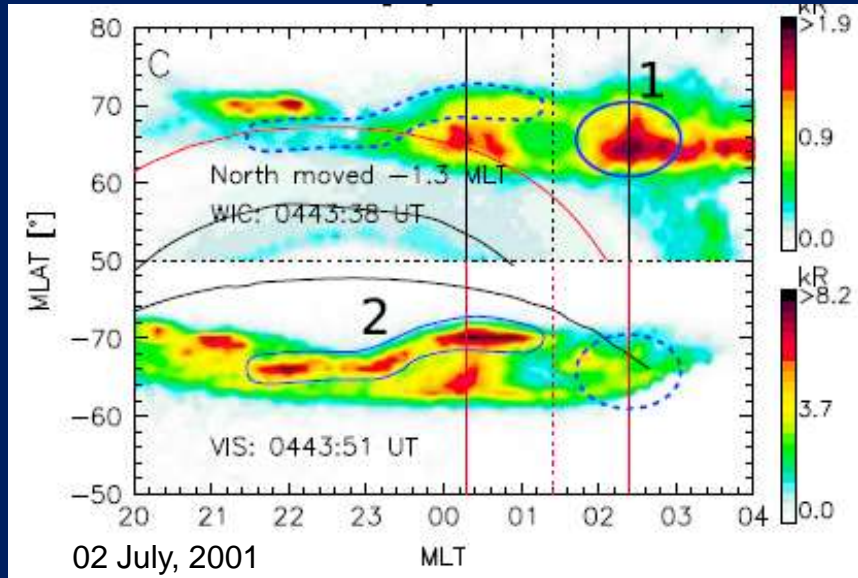 kR
80
C
1
>1.9
70
0.9
60
North moved −1.3 MLT
WIC: 0443:38 UT
0.0
MLAT [°]
50
kR
>8.2
2
−70
3.7
−60
VIS: 0443:51 UT
0.0
−50
20 21 22 23 00 01 02 03 04
02 July, 2001 MLT